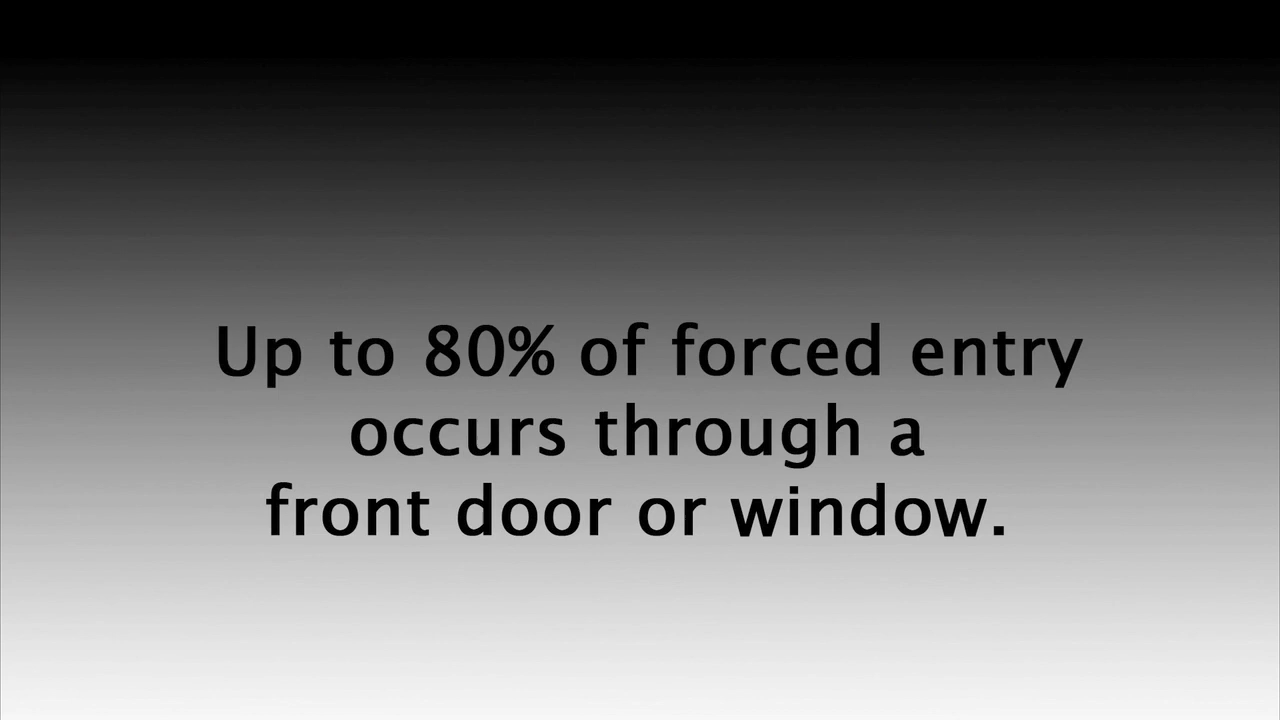 Up to 80% of forced entry
occurs through a
front door or window.